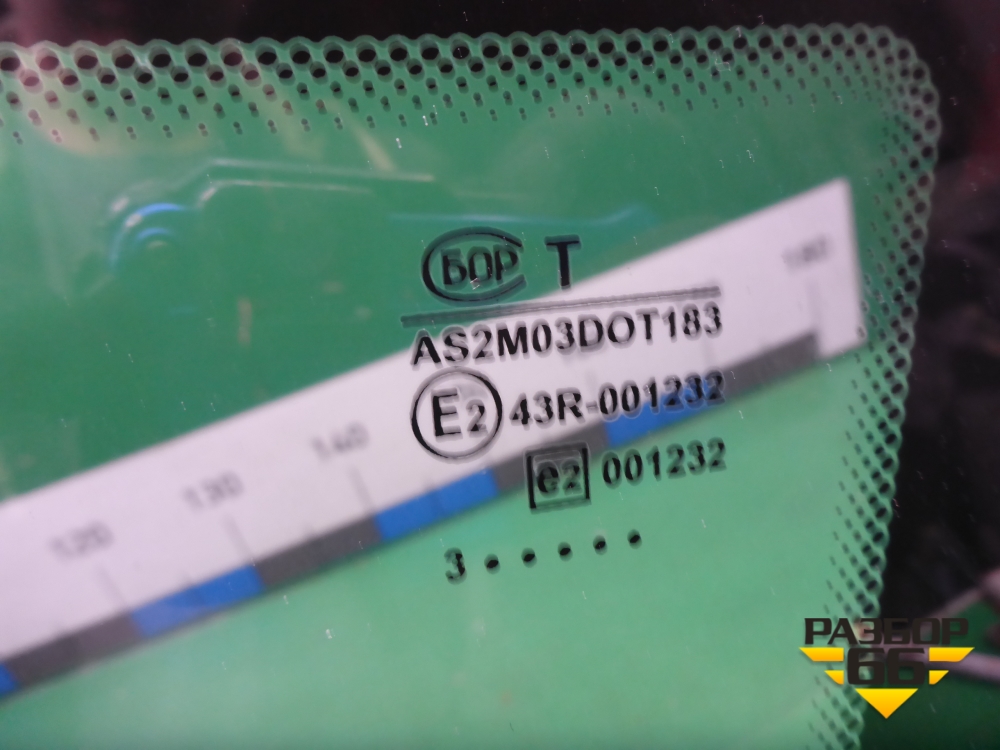 БОР Т
AS2M03DOT183
E2 43R-001232
e2 001232
3 • • • • •
120
130
140
РАЗБОР
66